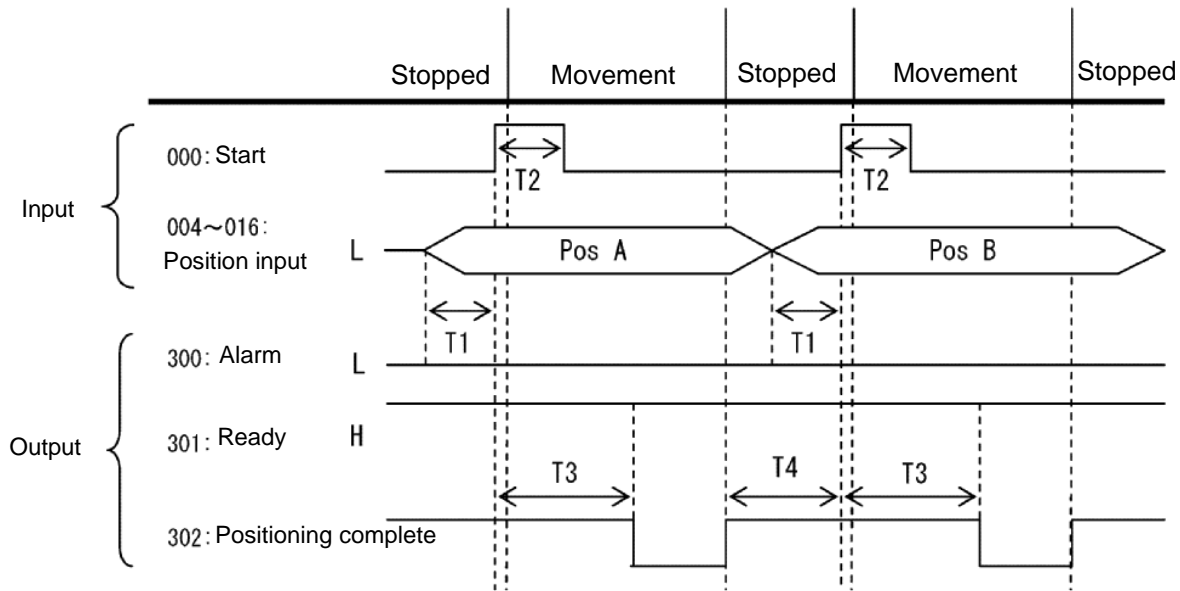 Stopped Movement Stopped Movement Stopped
Input
000: Start
T2 T2
004~016:
Position input L Pos A Pos B
T1 T1
Output
300: Alarm L
301: Ready H
T3 T4 T3
302: Positioning complete